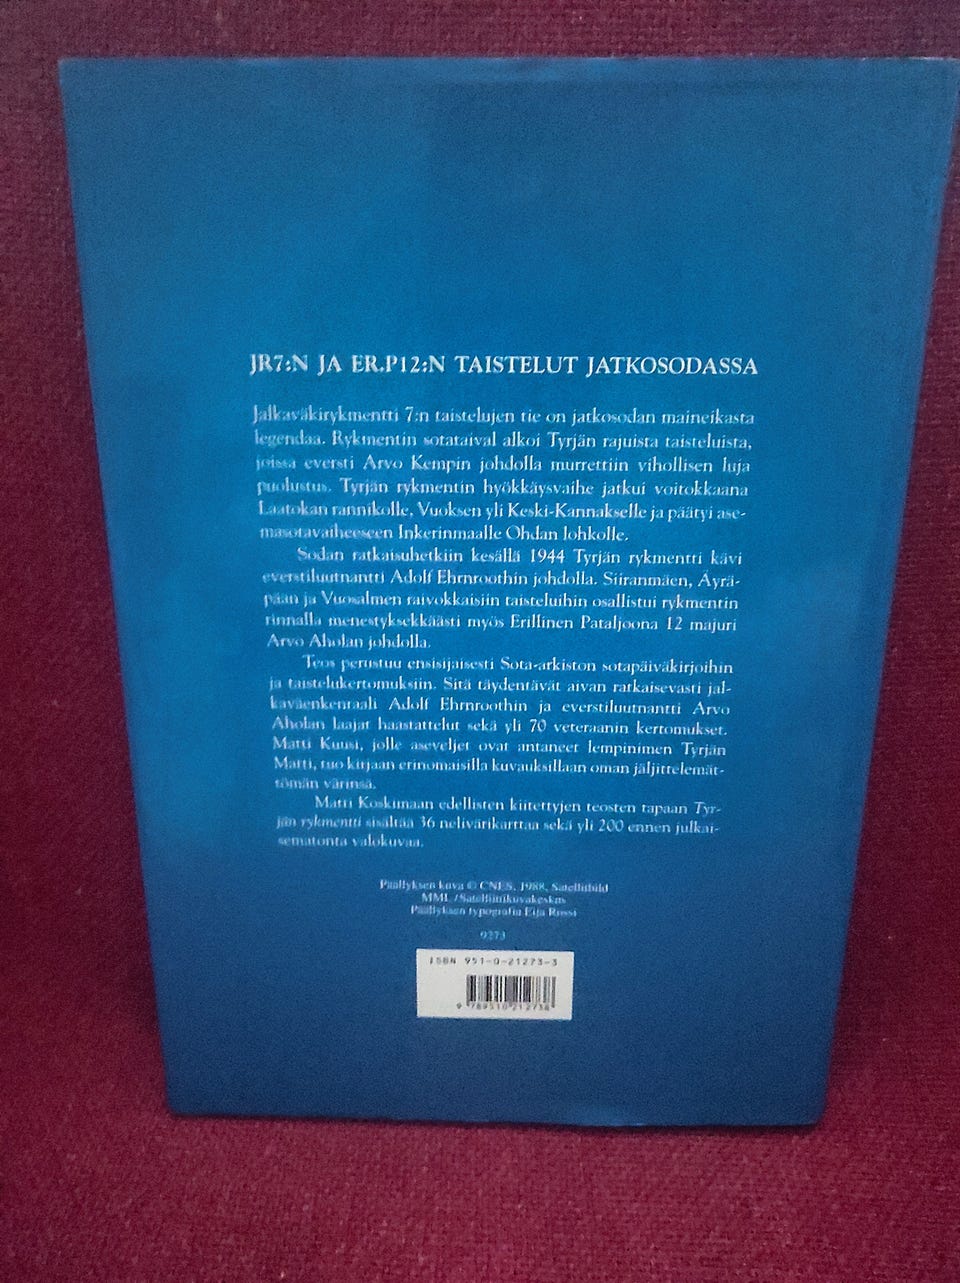 JR7:N JA ER.P12:N TAISTELUT JATKOSODASSA
Jalkaväkirykmentti 7:n taistelujen tie on jatkosodan maineikasta
legendaa. Rykmentin sotataival alkoi Tyrjän rajuista taisteluista,
joissa eversti Arvo Kempin johdolla murrettiin vihollisen luja
puolustus. Tyrjän rykmentin hyökkäysvaihe jatkui voitokkaana
Laatokan rannikolle, Vuoksen yli Keski-Kannakselle ja päätyi ase-
masotavaiheeseen Inkerinmaalle Ohdan lohkolle.
Sodan ratkaisuhetkiin kesällä 1944 Tyrjän rykmentti kävi
everstiluutnantti Adolf Ehrnroothin johdolla. Siiranmäen, Äyrä-
pään ja Vuosalmen raivokkaisiin taisteluihin osallistui rykmentin
rinnalla menestyksekkäästi myös Erillinen Pataljoona 12 majuri
Arvo Aholan johdolla.
Teos perustuu ensisijaisesti Sota-arkiston sotapäiväkirjoihin
ja taistelukertomuksiin. Sitä täydentävät aivan ratkaisevasti jal-
kaväenkenraali Adolf Ehrnroothin ja everstiluutnantti Arvo
Aholan laajat haastattelut sekä yli 70 veteraanin kertomukset.
Matti Kuusi, jolle aseveljet ovat antaneet lempinimen Tyrjän
Matti, tuo kirjaan erinomaisilla kuvauksillaan oman jäljittelemät-
tömän värinsä.
Matti Koskimaan edellisten kiitettyjen teosten tapaan Tyr-
jän rykmentti sisältää 36 nelivärikarttaa sekä yli 200 ennen julkai-
sematonta valokuvaa.
Päällyksen kuva © CNES, 1988, Satellitbild
MML/Satelliittikuvakeskus
Päällyksen typografia Eija Rossi
9273
ISBN 951-0-21273-3
9 789510 212738